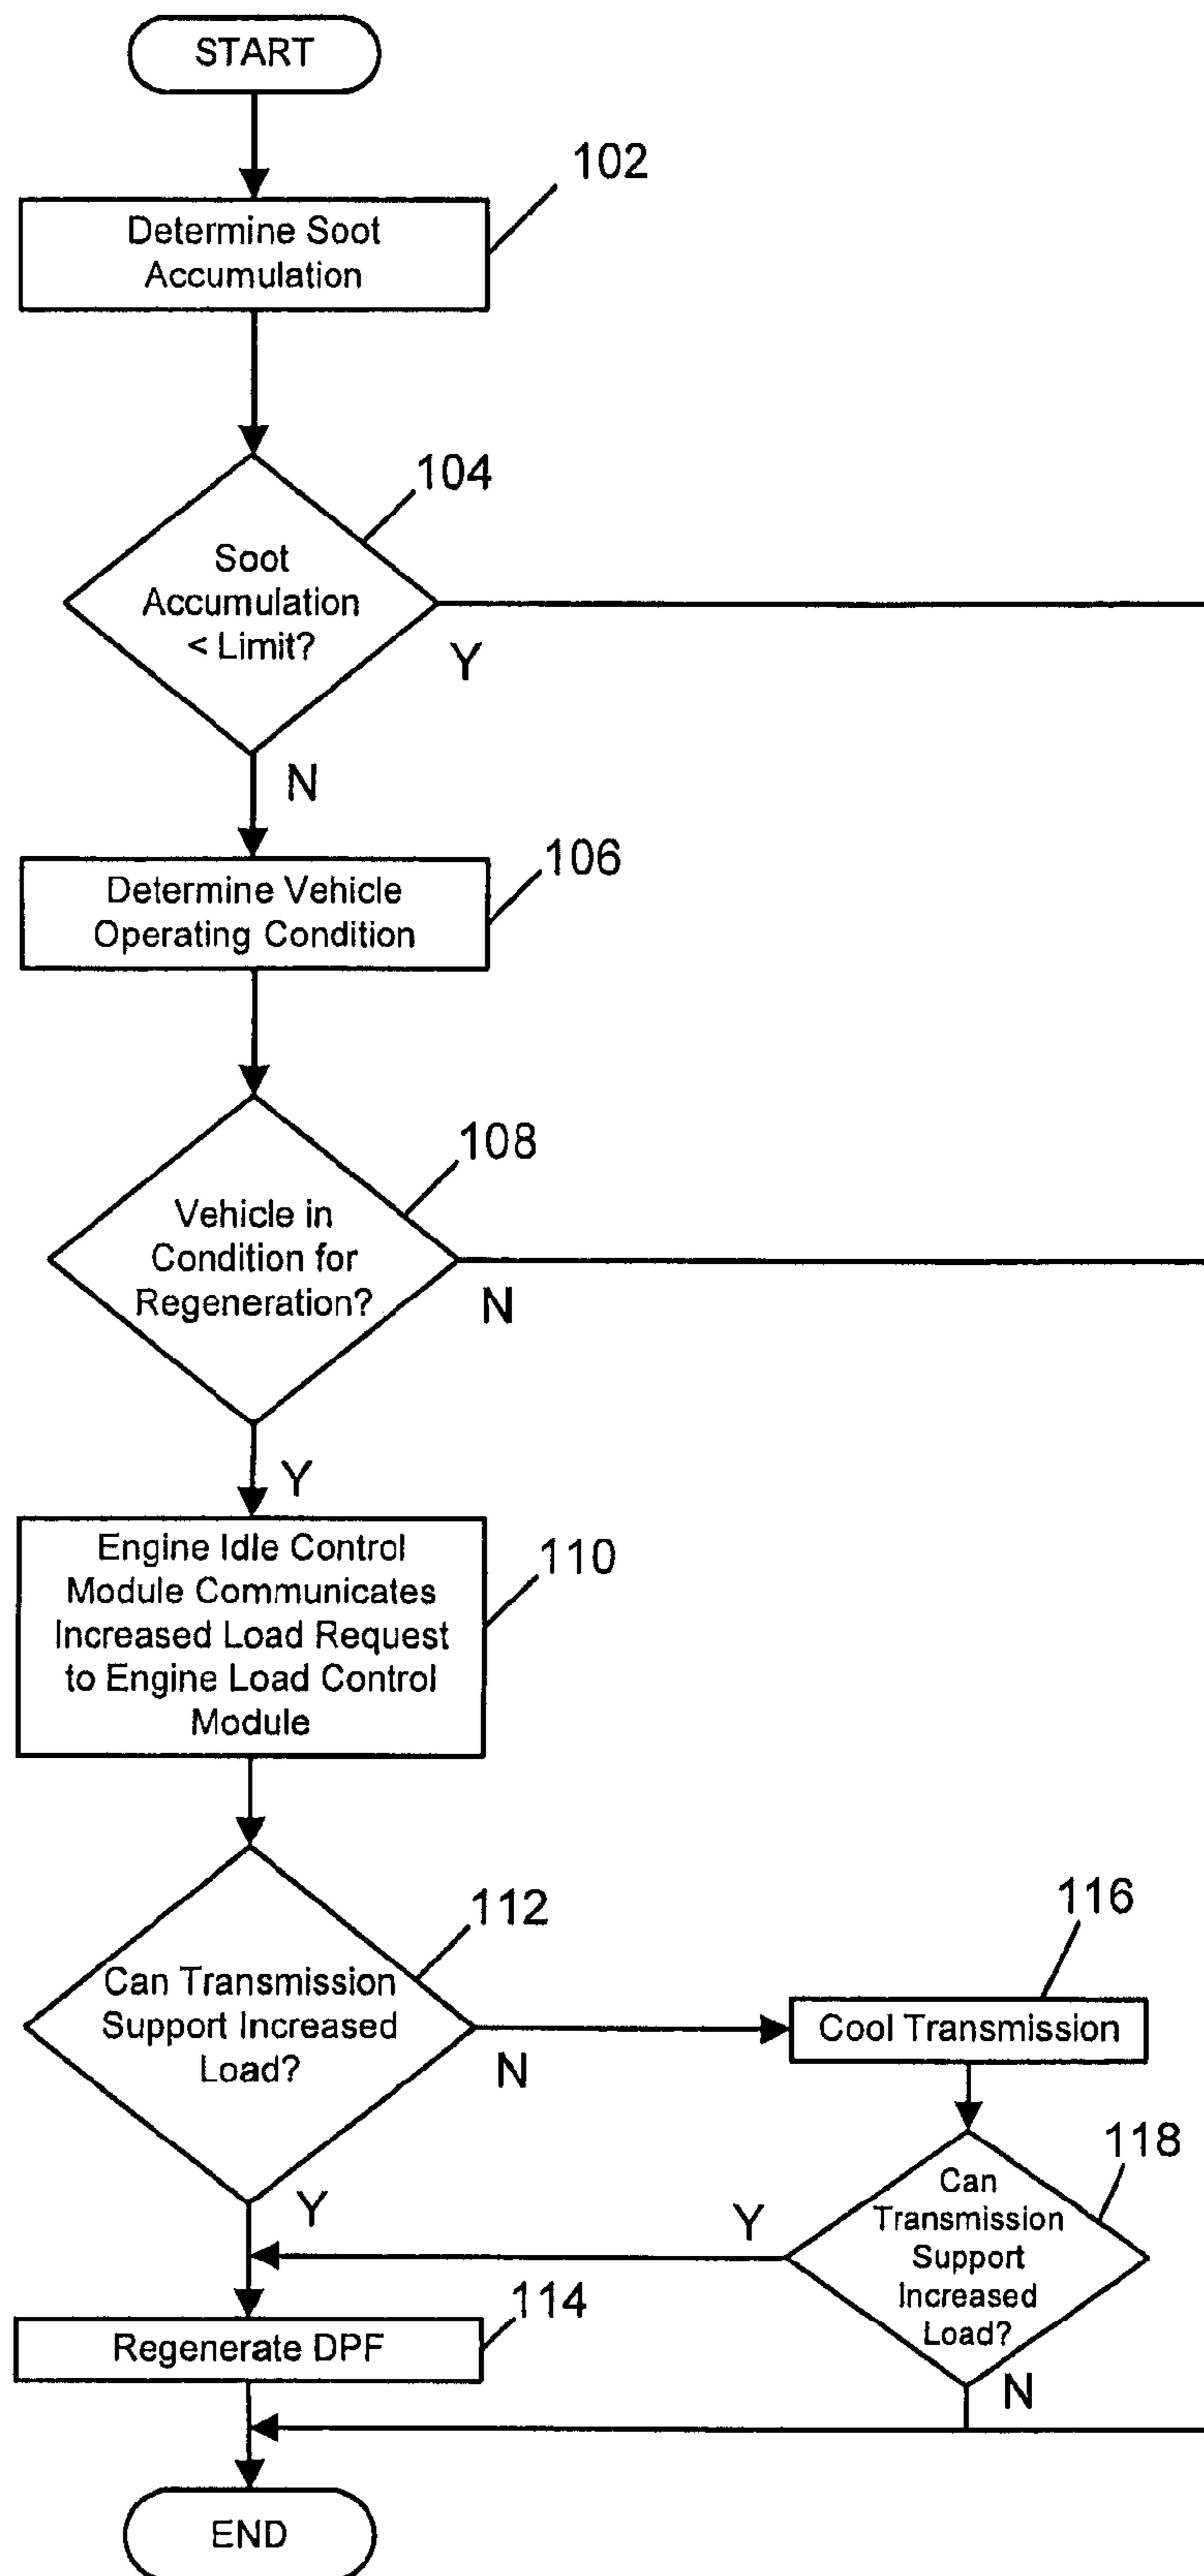 START
102
Determine Soot
Accumulation
104
Soot
Accumulation
< Limit?
Y
N
106
Determine Vehicle
Operating Condition
108
Vehicle in
Condition for
Regeneration?
N
Y
110
Engine Idle Control
Module Communicates
Increased Load Request
to Engine Load Control
Module
112
Can Transmission
Support Increased
Load?
N
Y
116
Cool Transmission
118
Can
Transmission
Support
Increased
Load?
Y
N
114
Regenerate DPF
END